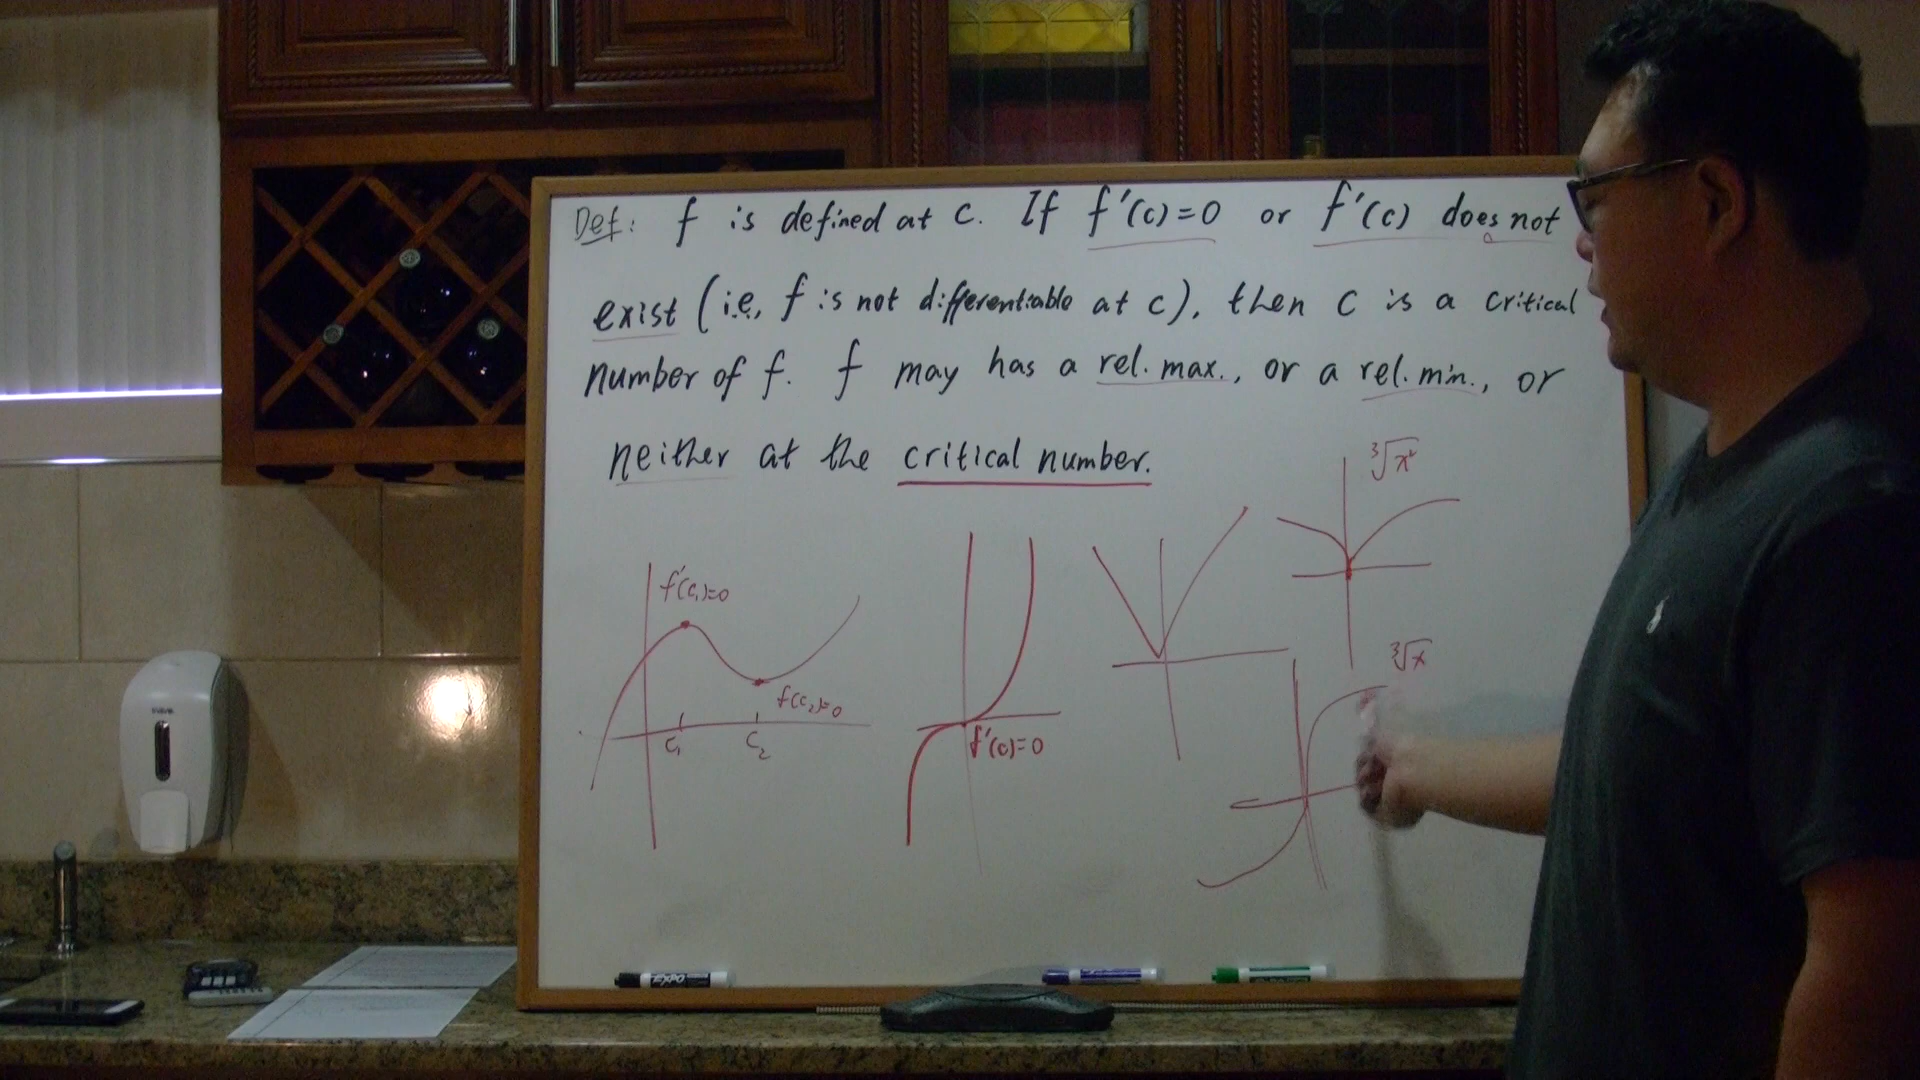 Def: f is defined at c. If f'(c)=0 or f'(c) does not
exist (i.e, f is not differentiable at c), then c is a critical
number of f. f may has a rel. max., or a rel. min., or
neither at the critical number.
∛x²
f'(c₁)=0
∛x
f(c₂)=0
c₁
c₂
f'(c)=0
EXPO